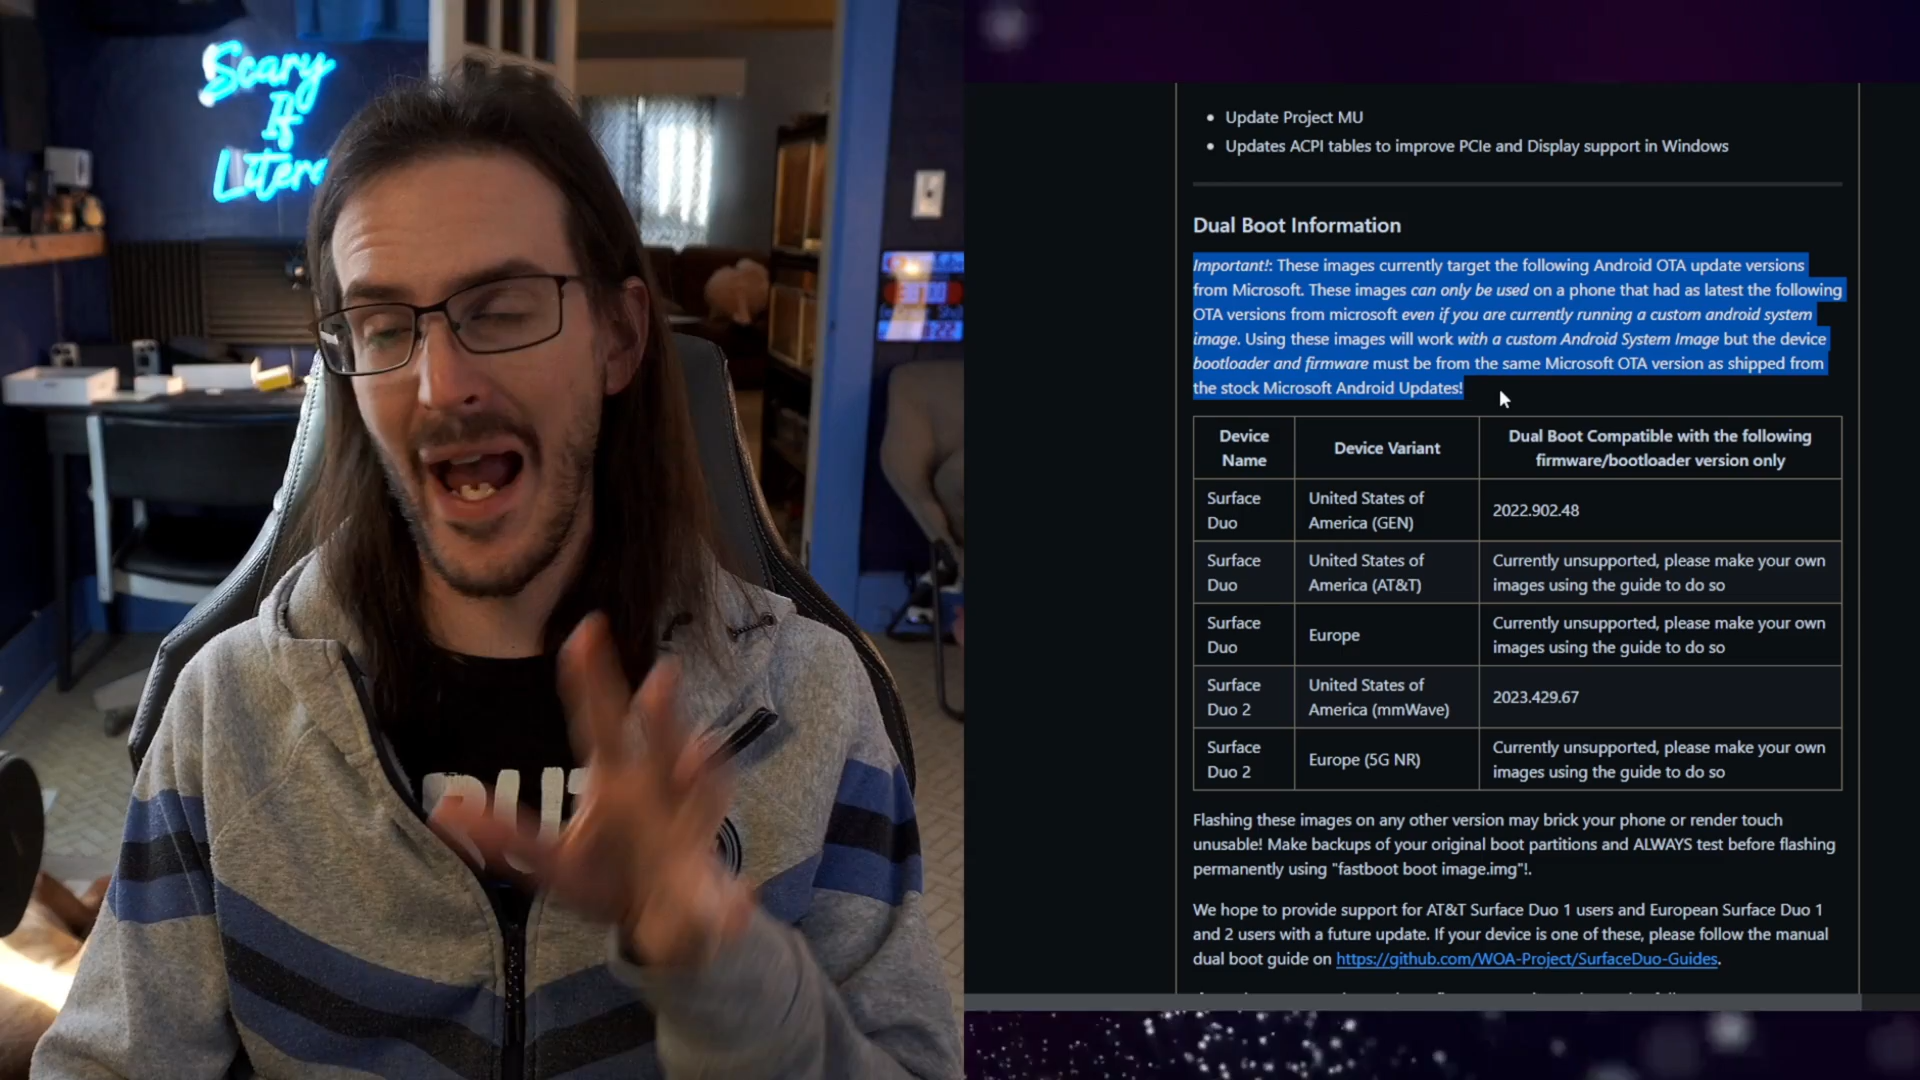 Scary
Is
Update Project MU
Updates ACPI tables to improve PCIe and Display support in Windows
Dual Boot Information
Important!: These images currently target the following Android OTA update versions
from Microsoft. These images can only be used on a phone that had as latest the following
OTA versions from microsoft even if you are currently running a custom android system
image. Using these images will work with a custom Android System Image but the device
bootloader and firmware must be from the same Microsoft OTA version as shipped from
the stock Microsoft Android Updates!
Device
Name
Device Variant
Dual Boot Compatible with the following
firmware/bootloader version only
Surface
Duo
United States of
America (GEN)
2022.902.48
Surface
Duo
United States of
America (AT&T)
Currently unsupported, please make your own
images using the guide to do so
Surface
Duo
Europe
Currently unsupported, please make your own
images using the guide to do so
Surface
Duo 2
United States of
America (mmWave)
2023.429.67
Surface
Duo 2
Europe (5G NR)
Currently unsupported, please make your own
images using the guide to do so
Flashing these images on any other version may brick your phone or render touch
unusable! Make backups of your original boot partitions and ALWAYS test before flashing
permanently using "fastboot boot image.img"!.
We hope to provide support for AT&T Surface Duo 1 users and European Surface Duo 1
and 2 users with a future update. If your device is one of these, please follow the manual
dual boot guide on https://github.com/WOA-Project/SurfaceDuo-Guides.